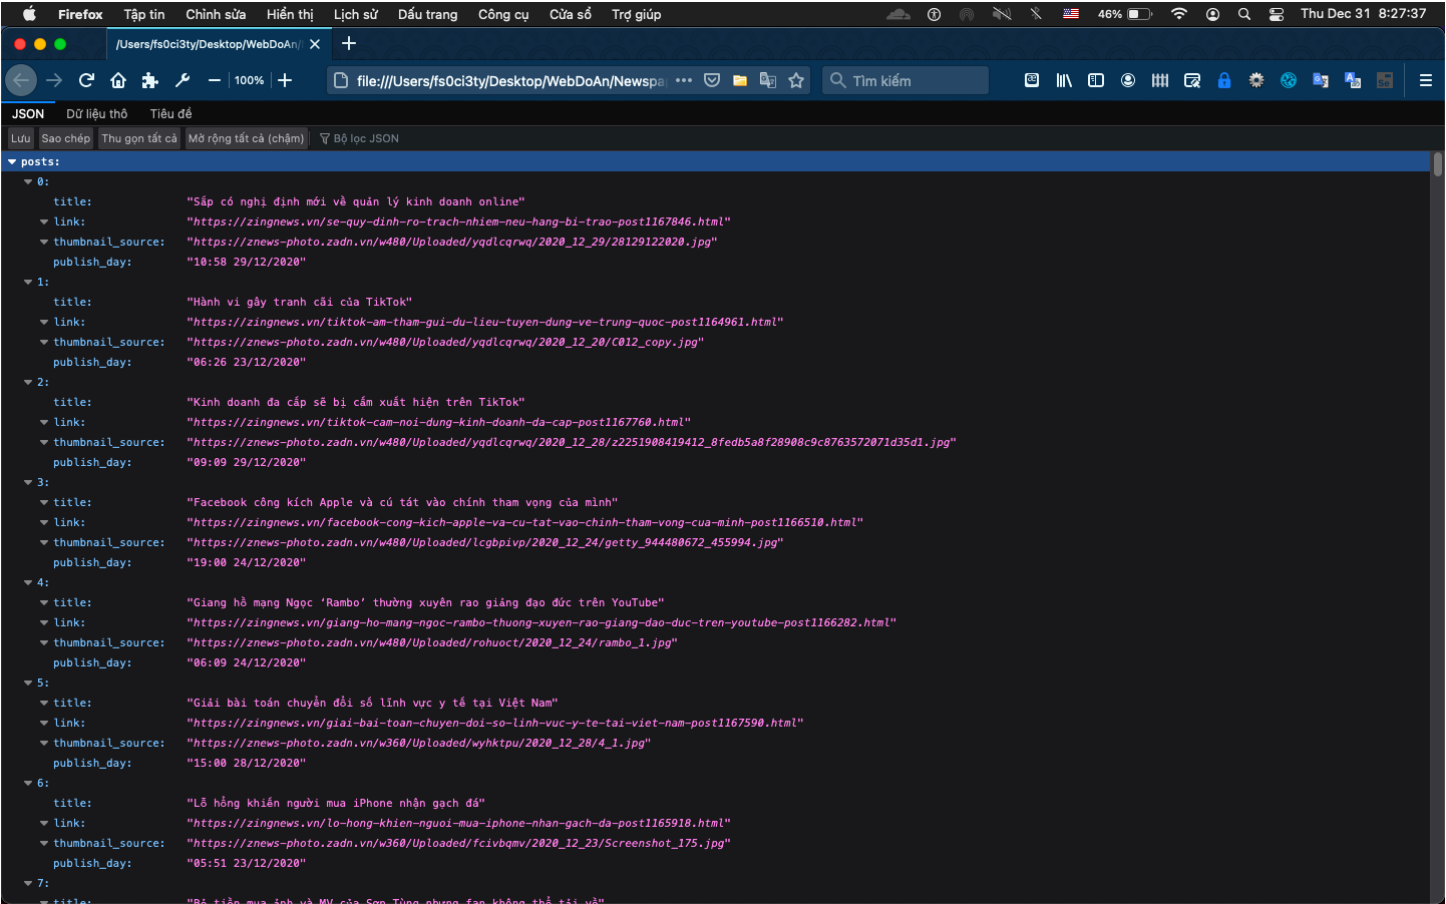 Firefox Tập tin Chỉnh sửa Hiển thị Lịch sử Dấu trang Công cụ Cửa sổ Trợ giúp 46% Thu Dec 31 8:27:37
/Users/fs0ci3ty/Desktop/WebDoAn/
100% file:///Users/fs0ci3ty/Desktop/WebDoAn/Newspa Tìm kiếm
JSON Dữ liệu thô Tiêu đề
Lưu Sao chép Thu gọn tất cả Mở rộng tất cả (chậm) Bộ lọc JSON
posts:
0:
title: "Sắp có nghị định mới về quản lý kinh doanh online"
link: "https://zingnews.vn/se-quy-dinh-ro-trach-nhiem-neu-hang-bi-trao-post1167846.html"
thumbnail_source: "https://znews-photo.zadn.vn/w480/Uploaded/yqdlcqrwq/2020_12_29/28129122020.jpg"
publish_day: "10:58 29/12/2020"
1:
title: "Hành vi gây tranh cãi của TikTok"
link: "https://zingnews.vn/tiktok-am-tham-gui-du-lieu-tuyen-dung-ve-trung-quoc-post1164961.html"
thumbnail_source: "https://znews-photo.zadn.vn/w480/Uploaded/yqdlcqrwq/2020_12_20/C012_copy.jpg"
publish_day: "06:26 23/12/2020"
2:
title: "Kinh doanh đa cấp sẽ bị cấm xuất hiện trên TikTok"
link: "https://zingnews.vn/tiktok-cam-noi-dung-kinh-doanh-da-cap-post1167760.html"
thumbnail_source: "https://znews-photo.zadn.vn/w480/Uploaded/yqdlcqrwq/2020_12_28/z2251908419412_8fedb5a8f28908c9c8763572071d35d1.jpg"
publish_day: "09:09 29/12/2020"
3:
title: "Facebook công kích Apple và cú tát vào chính tham vọng của mình"
link: "https://zingnews.vn/facebook-cong-kich-apple-va-cu-tat-vao-chinh-tham-vong-cua-minh-post1166510.html"
thumbnail_source: "https://znews-photo.zadn.vn/w480/Uploaded/lcgbpivp/2020_12_24/getty_944480672_455994.jpg"
publish_day: "19:00 24/12/2020"
4:
title: "Giang hồ mạng Ngọc ‘Rambo’ thường xuyên rao giảng đạo đức trên YouTube"
link: "https://zingnews.vn/giang-ho-mang-ngoc-rambo-thuong-xuyen-rao-giang-dao-duc-tren-youtube-post1166282.html"
thumbnail_source: "https://znews-photo.zadn.vn/w480/Uploaded/rohuoct/2020_12_24/rambo_1.jpg"
publish_day: "06:09 24/12/2020"
5:
title: "Giải bài toán chuyển đổi số lĩnh vực y tế tại Việt Nam"
link: "https://zingnews.vn/giai-bai-toan-chuyen-doi-so-linh-vuc-y-te-tai-viet-nam-post1167590.html"
thumbnail_source: "https://znews-photo.zadn.vn/w360/Uploaded/wyhktpu/2020_12_28/4_1.jpg"
publish_day: "15:00 28/12/2020"
6:
title: "Lỗ hổng khiến người mua iPhone nhận gạch đá"
link: "https://zingnews.vn/lo-hong-khien-nguoi-mua-iphone-nhan-gach-da-post1165918.html"
thumbnail_source: "https://znews-photo.zadn.vn/w360/Uploaded/fcivbqmv/2020_12_23/Screenshot_175.jpg"
publish_day: "05:51 23/12/2020"
7:
title: "Bỏ tiền mua ảnh và MV của Sơn Tùng nhưng fan không thể tải về"